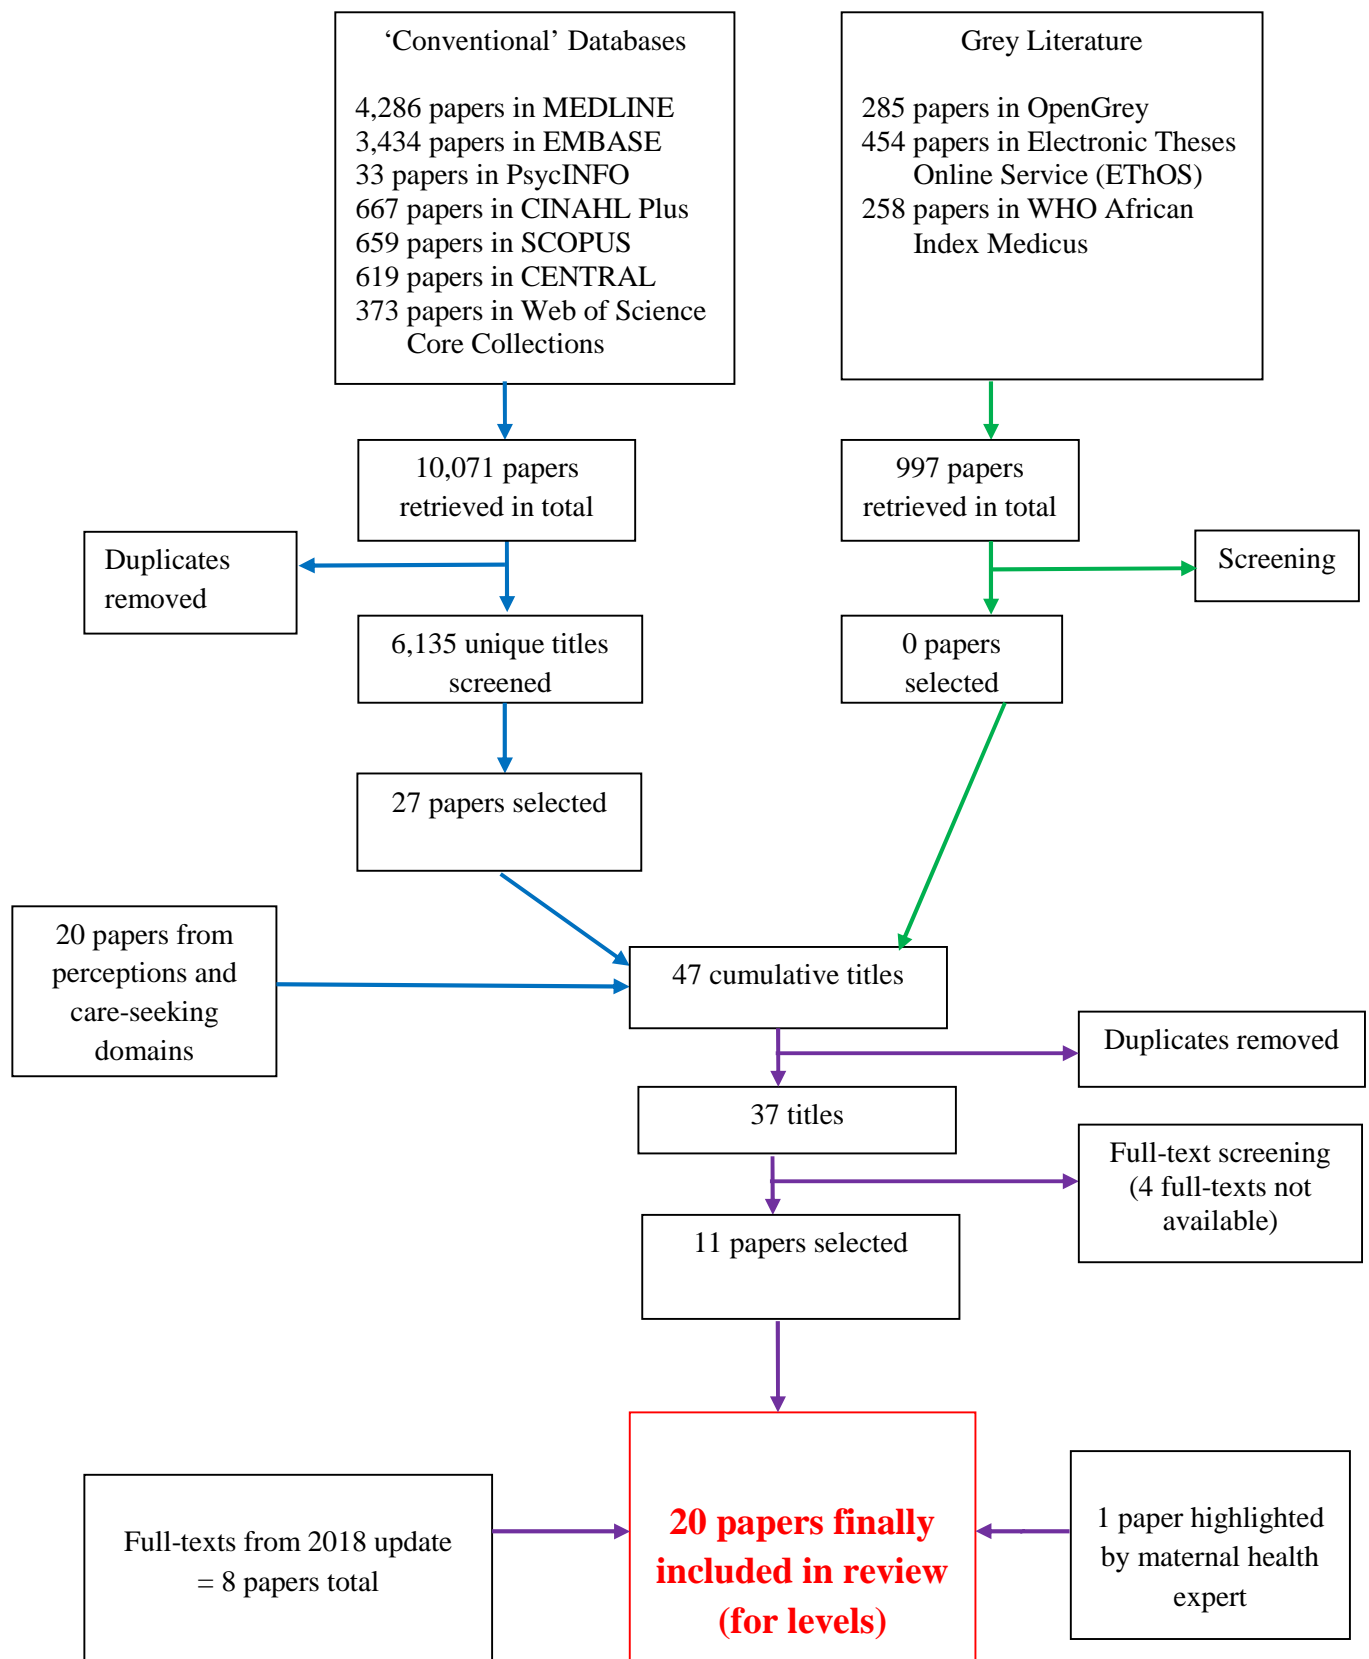 ‘Conventional’ Databases
4,286 papers in MEDLINE
3,434 papers in EMBASE
33 papers in PsycINFO
667 papers in CINAHL Plus
659 papers in SCOPUS
619 papers in CENTRAL
373 papers in Web of Science
Core Collections
Grey Literature
285 papers in OpenGrey
454 papers in Electronic Theses
Online Service (EThOS)
258 papers in WHO African
Index Medicus
10,071 papers
retrieved in total
997 papers
retrieved in total
Duplicates
removed
Screening
6,135 unique titles
screened
0 papers
selected
27 papers selected
20 papers from
perceptions and
care-seeking
domains
47 cumulative titles
Duplicates removed
37 titles
Full-text screening
(4 full-texts not
available)
11 papers selected
Full-texts from 2018 update
= 8 papers total
20 papers finally
included in review
(for levels)
1 paper highlighted
by maternal health
expert